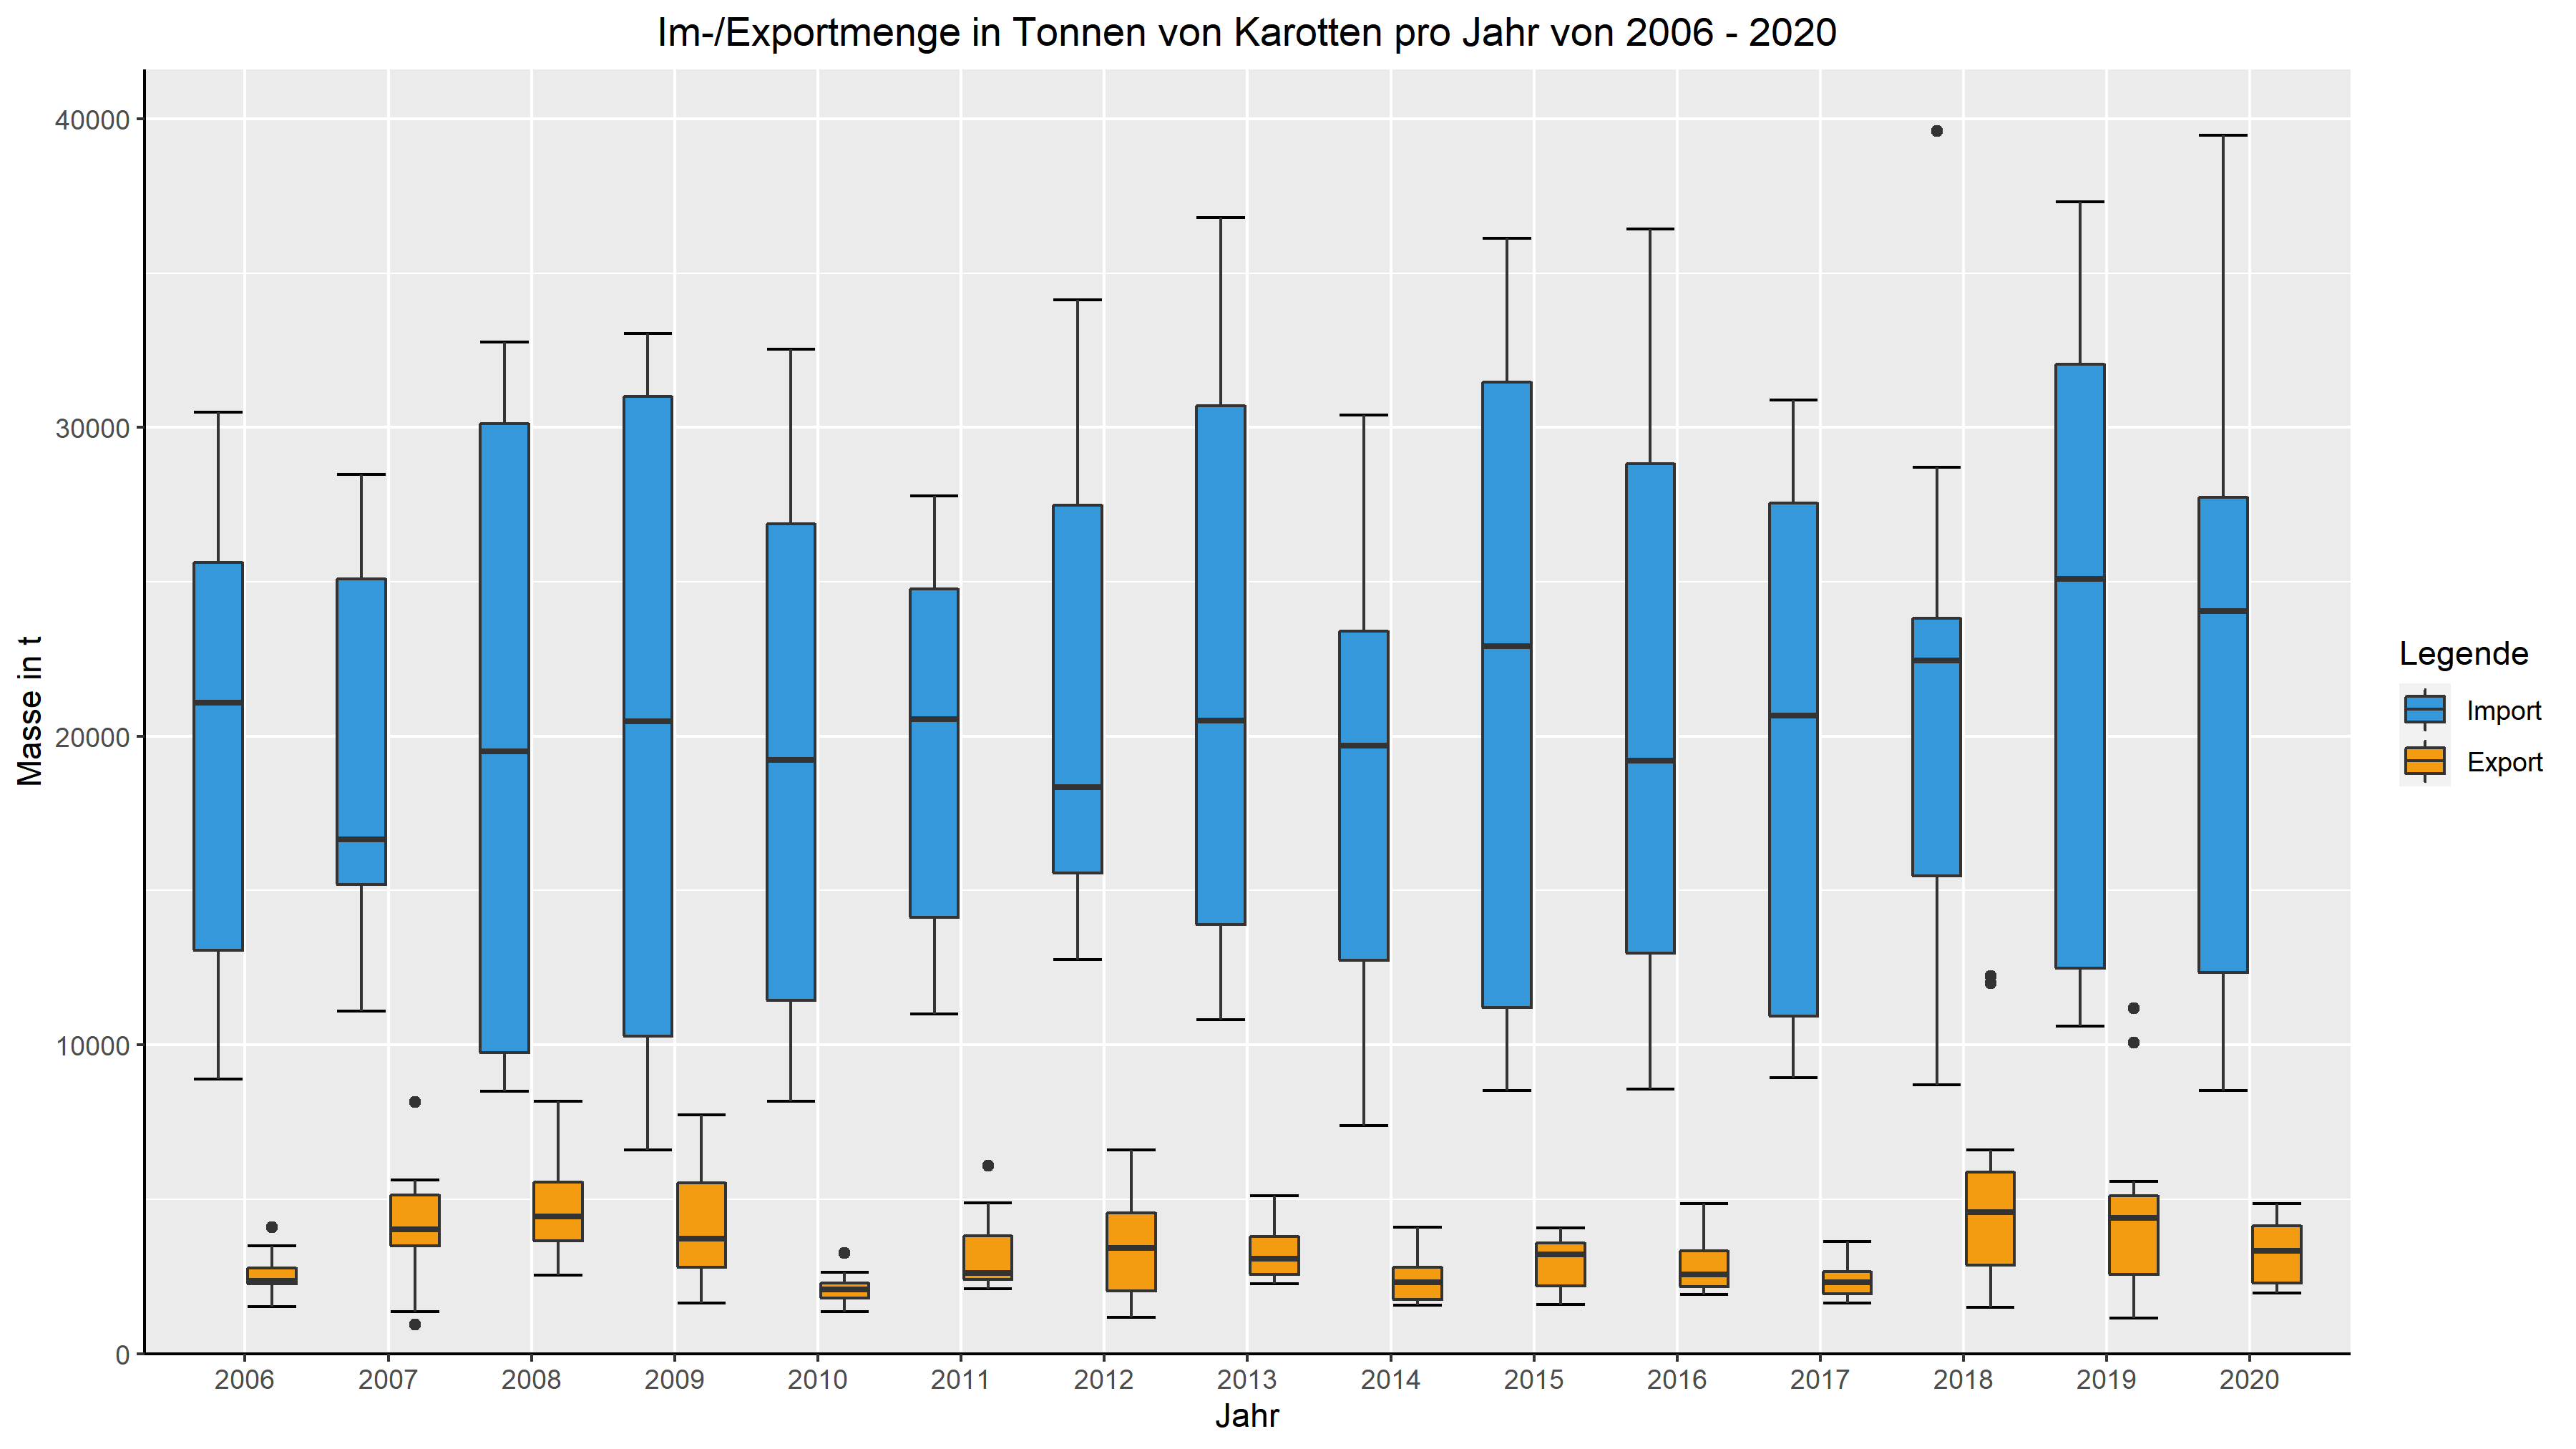 Im-/Exportmenge in Tonnen von Karotten pro Jahr von 2006 - 2020
40000
30000
20000
10000
0
Masse in t
2006 2007 2008 2009 2010 2011 2012 2013 2014 2015 2016 2017 2018 2019 2020
Jahr
Legende
Import
Export